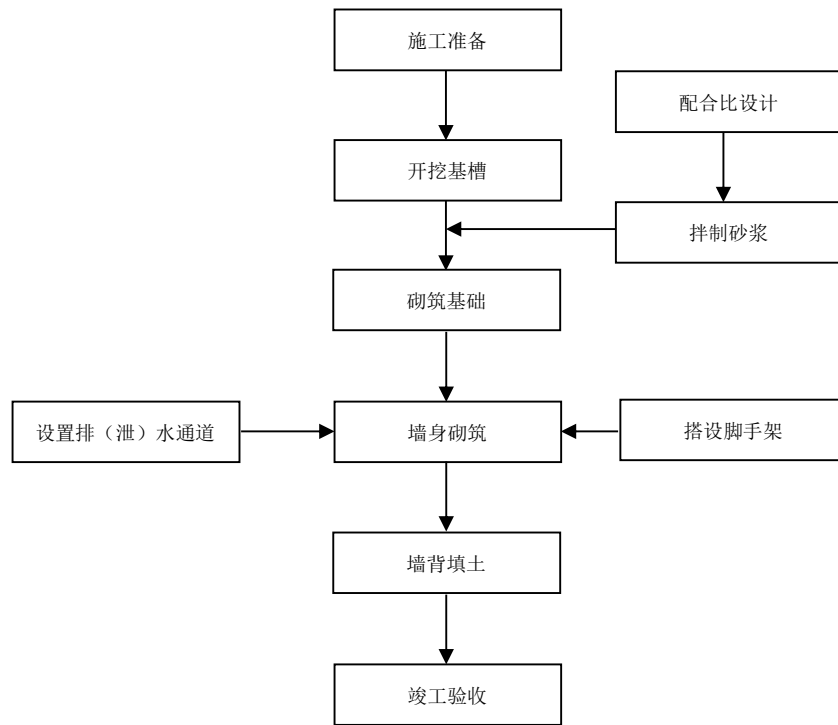 施工准备
配合比设计
开挖基槽
拌制砂浆
砌筑基础
设置排（泄）水通道
墙身砌筑
搭设脚手架
墙背填土
竣工验收